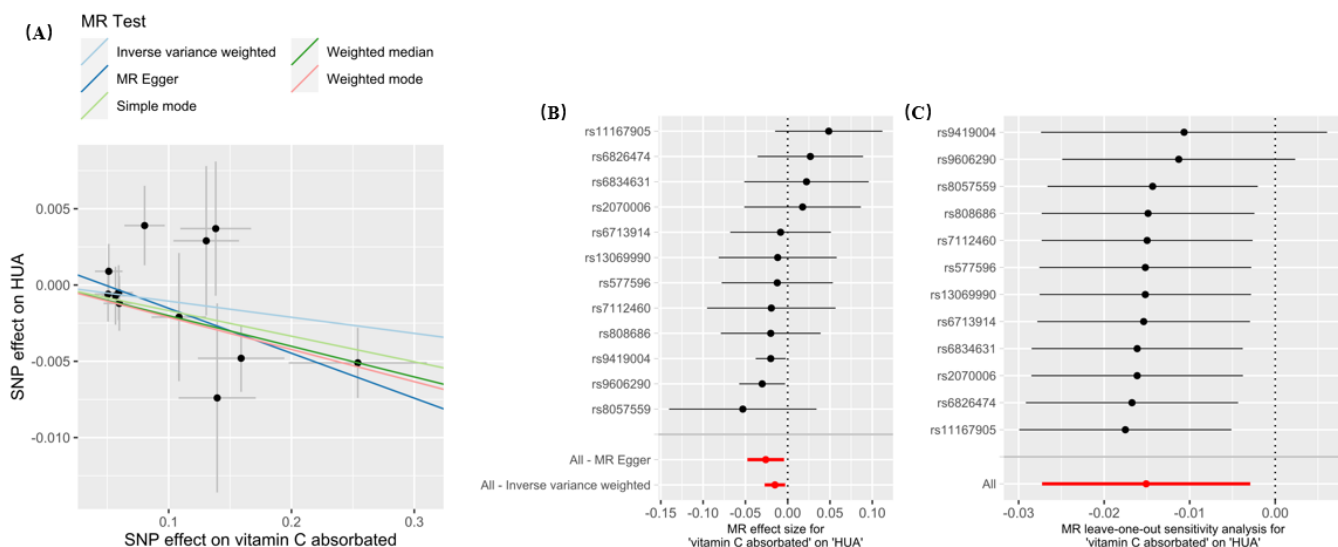 (A)
MR Test
Inverse variance weighted
Weighted median
MR Egger
Weighted mode
Simple mode
0.005
0.000
-0.005
-0.010
SNP effect on HUA
0.1
0.2
0.3
SNP effect on vitamin C absorbated
(B)
rs11167905
rs6826474
rs6834631
rs2070006
rs6713914
rs13069990
rs577596
rs7112460
rs808686
rs9419004
rs9606290
rs8057559
All - MR Egger
All - Inverse variance weighted
-0.15
-0.10
-0.05
0.00
0.05
0.10
MR effect size for
'vitamin C absorbated' on 'HUA'
(C)
rs9419004
rs9606290
rs8057559
rs808686
rs7112460
rs577596
rs13069990
rs6713914
rs6834631
rs2070006
rs6826474
rs11167905
All
-0.03
-0.02
-0.01
0.00
MR leave-one-out sensitivity analysis for
'vitamin C absorbated' on 'HUA'